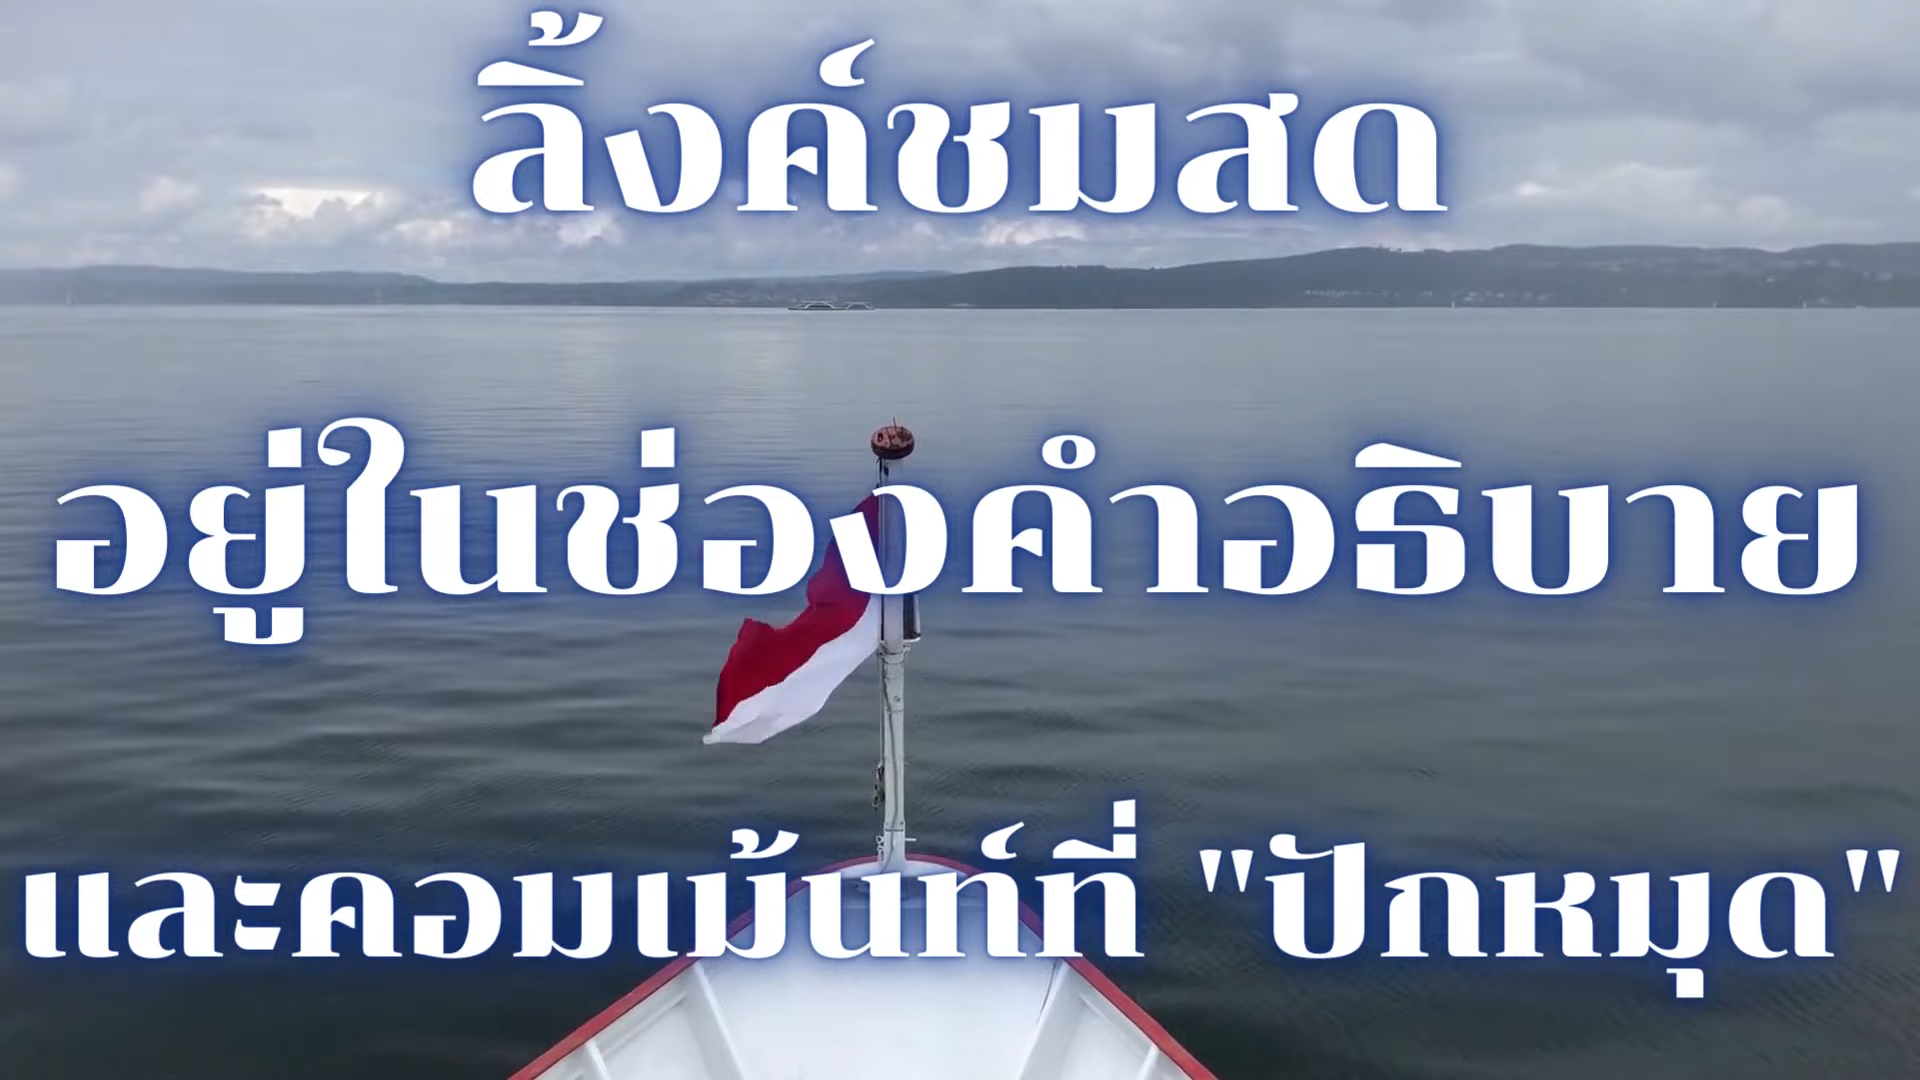 ลิ้งค์ชมสด
อยู่ในช่องคำอธิบาย
และคอมเม้นท์ที่ "ปักหมุด"